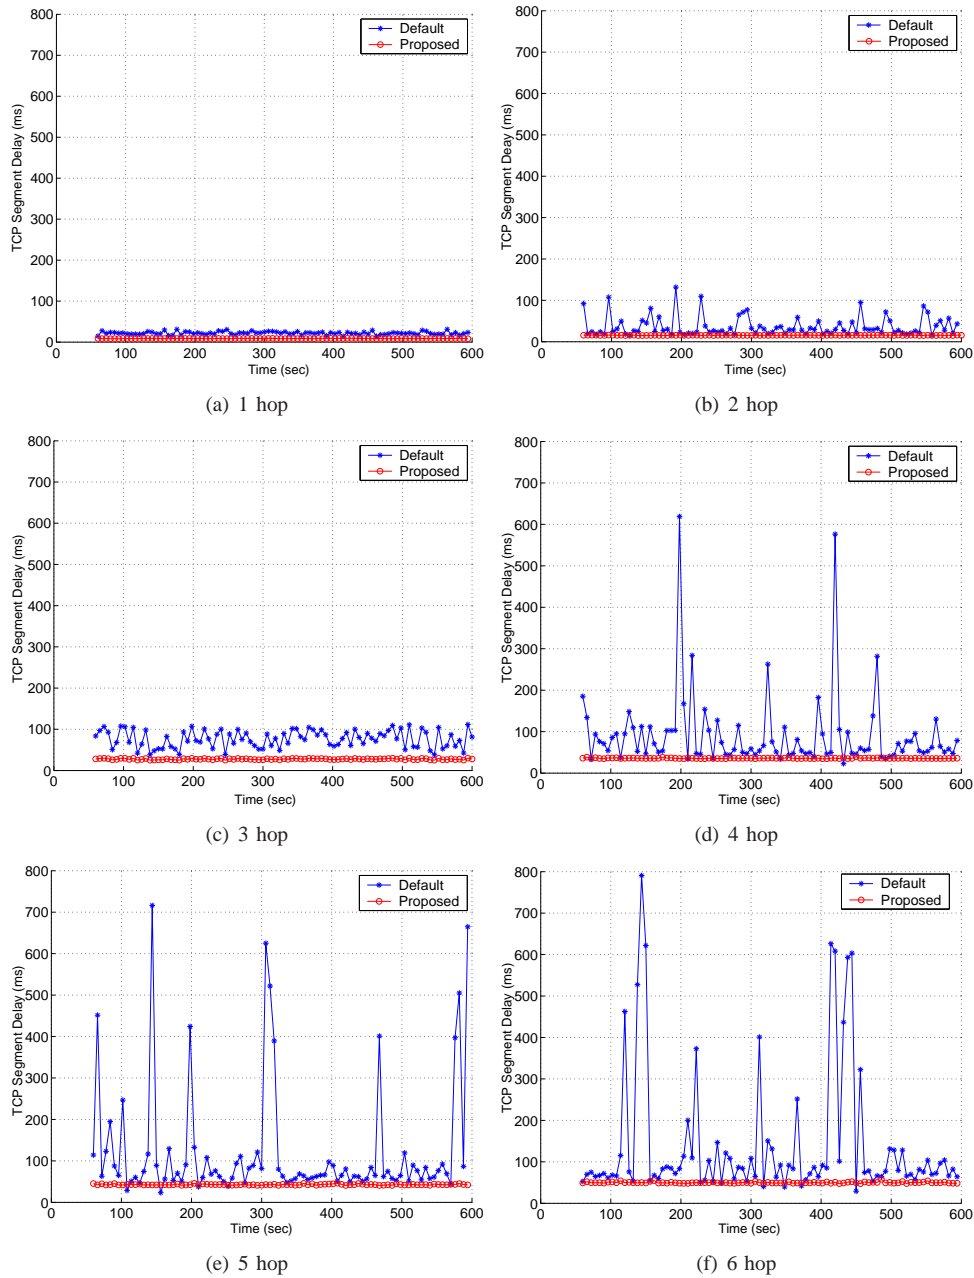 800
700
600
500
400
300
200
100
0
TCP Segment Delay (ms)
Default
Proposed
0 100 200 300 400 500 600
Time (sec)
(a) 1 hop
800
700
600
500
400
300
200
100
0
TCP Segment Deay (ms)
Default
Proposed
0 100 200 300 400 500 600
Time (sec)
(b) 2 hop
800
700
600
500
400
300
200
100
0
TCP Segment Delay (ms)
Default
Proposed
0 100 200 300 400 500 600
Time (sec)
(c) 3 hop
800
700
600
500
400
300
200
100
0
TCP Segment Delay (ms)
Default
Proposed
0 100 200 300 400 500 600
Time (sec)
(d) 4 hop
800
700
600
500
400
300
200
100
0
TCP Segment Delay (ms)
Default
Proposed
0 100 200 300 400 500 600
Time (sec)
(e) 5 hop
800
700
600
500
400
300
200
100
0
TCP Segment Delay (ms)
Default
Proposed
0 100 200 300 400 500 600
Time (sec)
(f) 6 hop